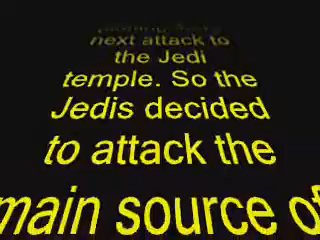 next attack to
the Jedi
temple. So the
Jedis decided
to attack the
main source of